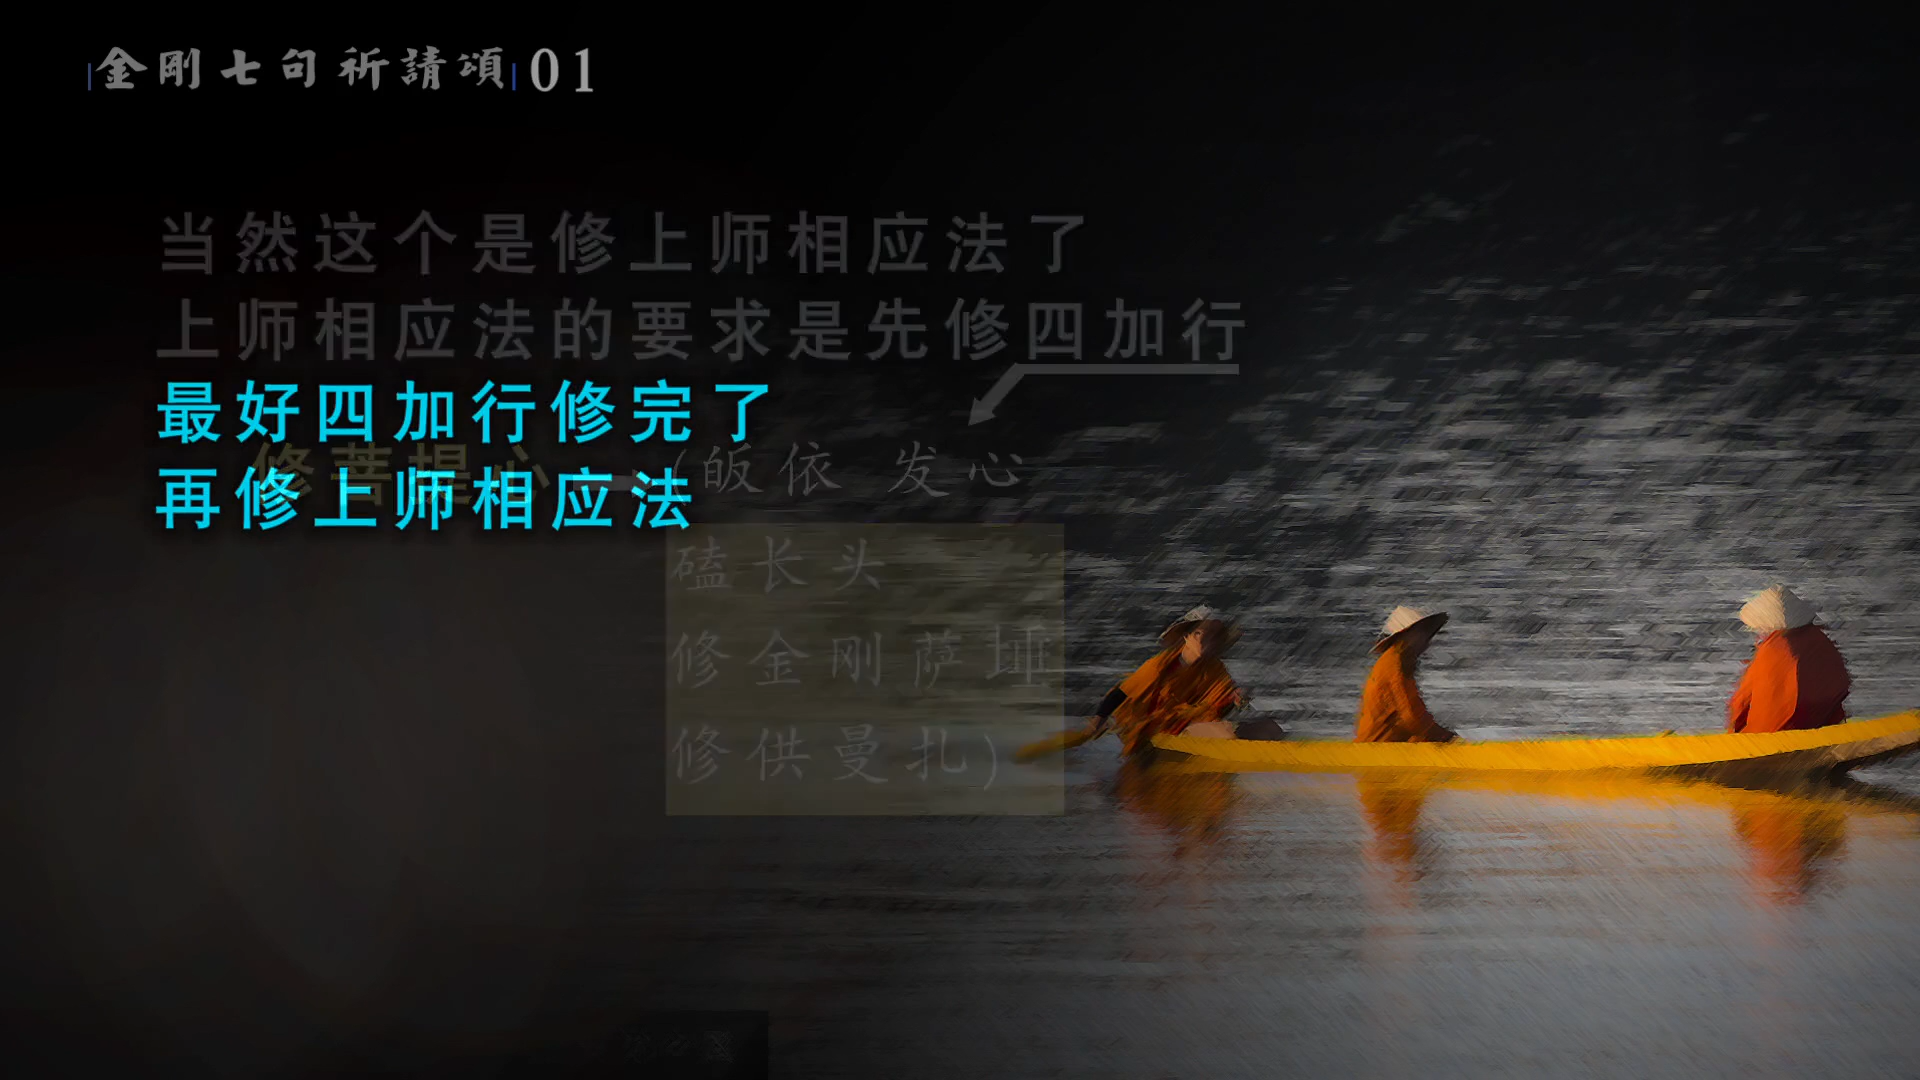 金剛七句祈請頌 01
当然这个是修上师相应法了
上师相应法的要求是先修四加行
最好四加行修完了
修菩提心 (皈依 发心
再修上师相应法
磕长头
修金刚萨埵
修供曼扎)